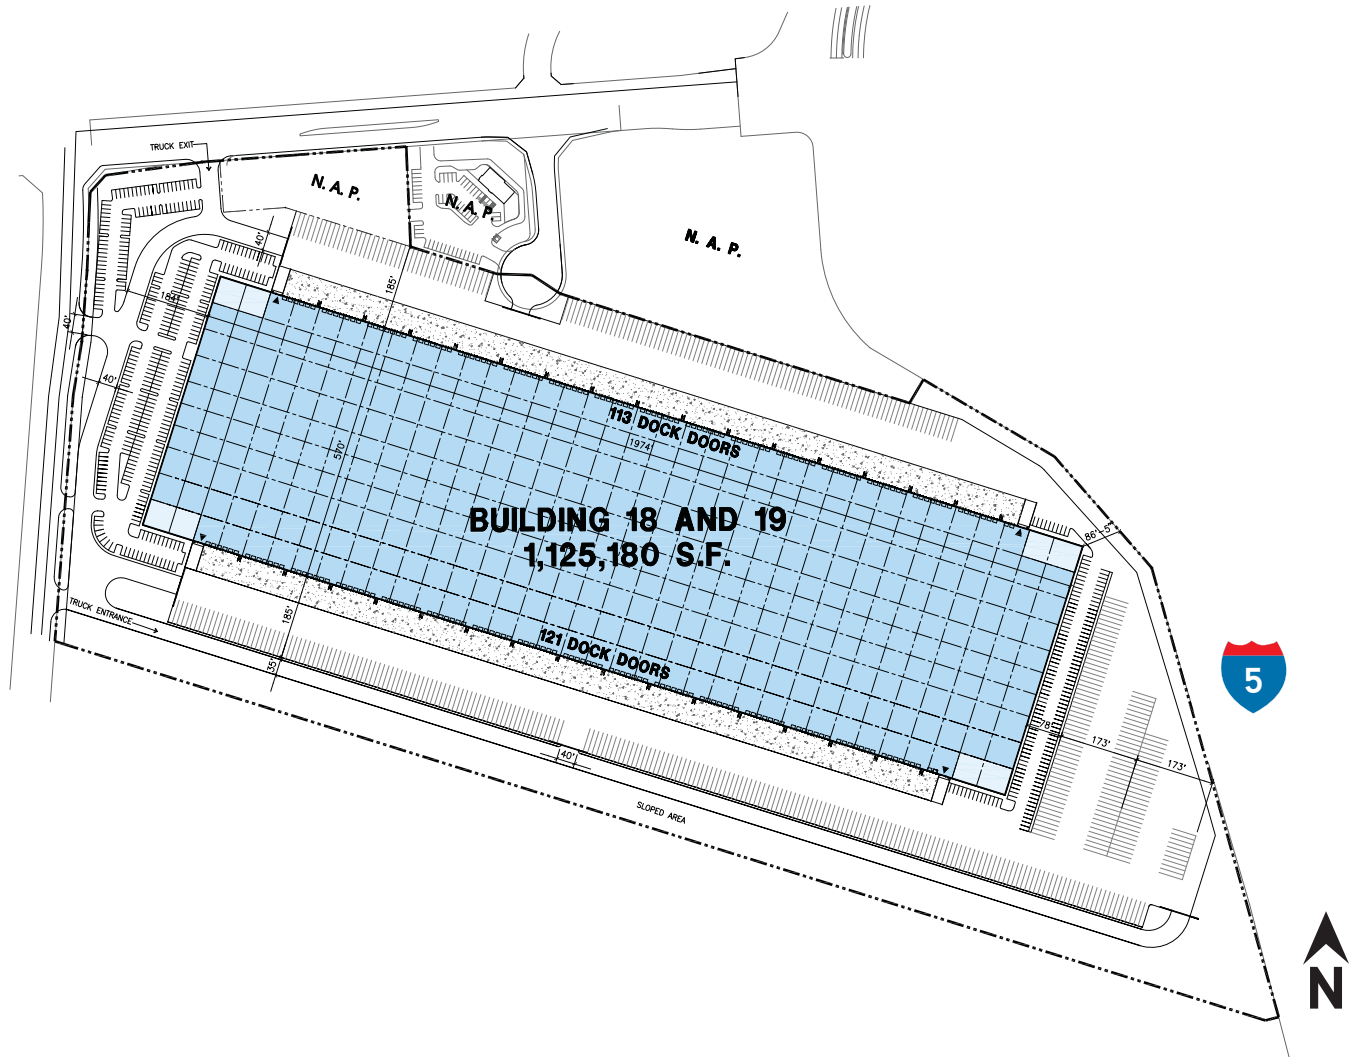 TRUCK EXIT
N. A. P.
N. A. P.
N. A. P.
40'
185'
184'
40'
40'
113 DOCK DOORS
1974'
570'
BUILDING 18 AND 19
1,125,180 S.F.
86'-5"
TRUCK ENTRANCE
185'
121 DOCK DOORS
35'
5
78'
173'
173'
40'
SLOPED AREA
N